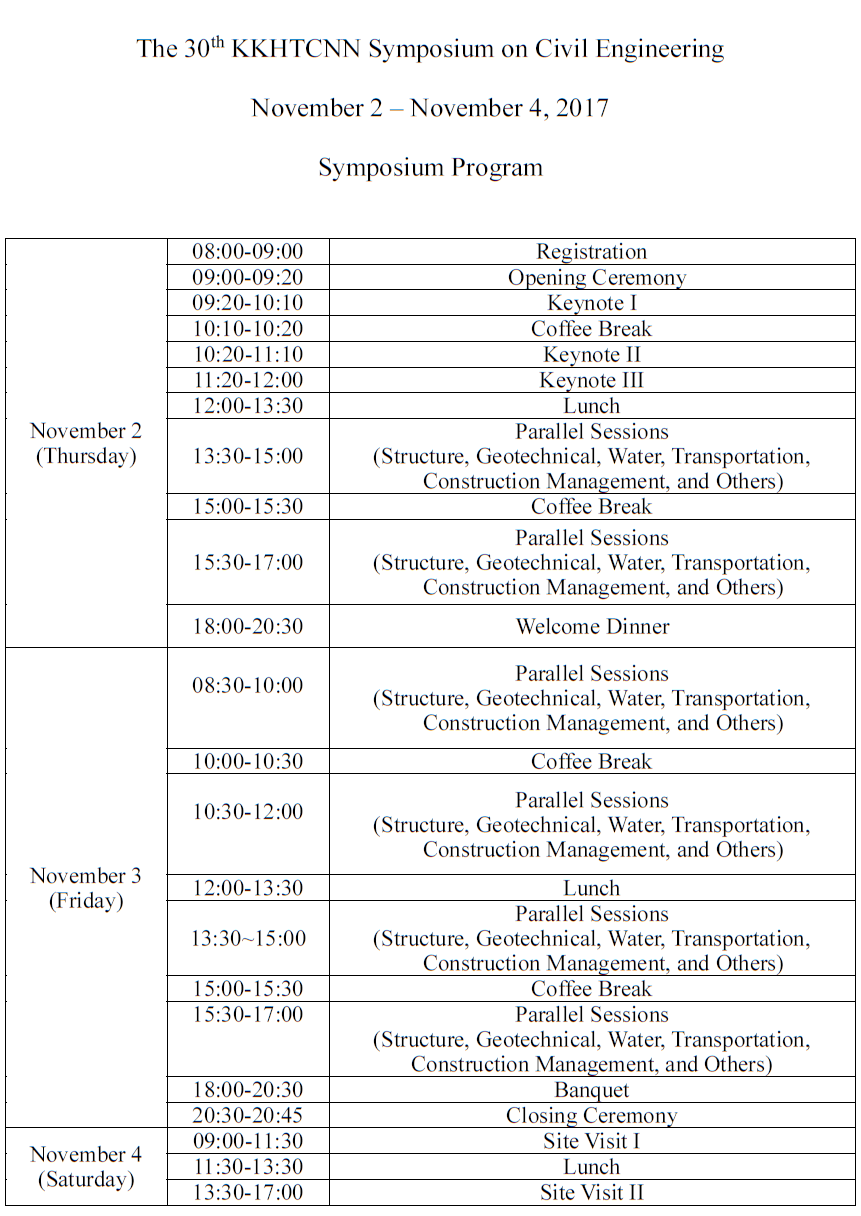 The 30th KKHTCNN Symposium on Civil Engineering
November 2 – November 4, 2017
Symposium Program
November 2
(Thursday)
08:00-09:00 Registration
09:00-09:20 Opening Ceremony
09:20-10:10 Keynote I
10:10-10:20 Coffee Break
10:20-11:10 Keynote II
11:20-12:00 Keynote III
12:00-13:30 Lunch
13:30-15:00 Parallel Sessions
(Structure, Geotechnical, Water, Transportation,
Construction Management, and Others)
15:00-15:30 Coffee Break
15:30-17:00 Parallel Sessions
(Structure, Geotechnical, Water, Transportation,
Construction Management, and Others)
18:00-20:30 Welcome Dinner
November 3
(Friday)
08:30-10:00 Parallel Sessions
(Structure, Geotechnical, Water, Transportation,
Construction Management, and Others)
10:00-10:30 Coffee Break
10:30-12:00 Parallel Sessions
(Structure, Geotechnical, Water, Transportation,
Construction Management, and Others)
12:00-13:30 Lunch
13:30~15:00 Parallel Sessions
(Structure, Geotechnical, Water, Transportation,
Construction Management, and Others)
15:00-15:30 Coffee Break
15:30-17:00 Parallel Sessions
(Structure, Geotechnical, Water, Transportation,
Construction Management, and Others)
18:00-20:30 Banquet
20:30-20:45 Closing Ceremony
November 4
(Saturday)
09:00-11:30 Site Visit I
11:30-13:30 Lunch
13:30-17:00 Site Visit II